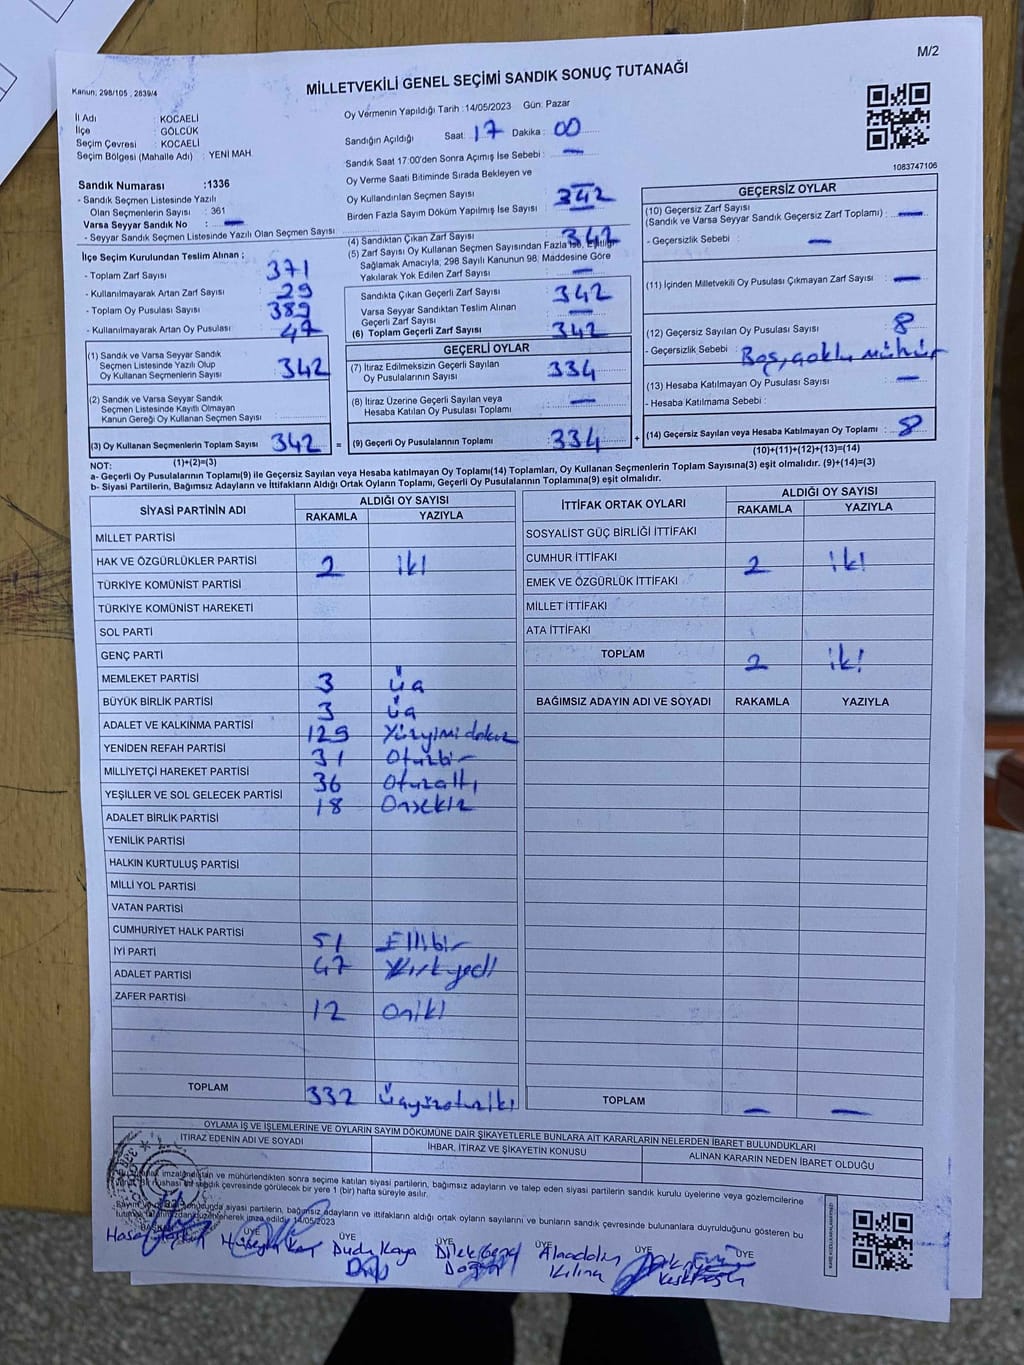 M/2
MİLLETVEKİLİ GENEL SEÇİMİ SANDIK SONUÇ TUTANAĞI
Kanun: 298/105 , 2839/4
İl Adı : KOCAELİ
İlçe : GÖLCÜK
Seçim Çevresi : KOCAELİ
Seçim Bölgesi (Mahalle Adı) : YENİ MAH
Sandık Numarası :1336
- Sandık Seçmen Listesinde Yazılı
Olan Seçmenlerin Sayısı : 361
Varsa Seyyar Sandık No : —
- Seyyar Sandık Seçmen Listesinde Yazılı Olan Seçmen Sayısı
Oy Vermenin Yapıldığı Tarih :14/05/2023 Gün: Pazar
Sandığın Açıldığı Saat: 17 Dakika : 00
Sandık Saat 17:00'den Sonra Açımış İse Sebebi : —
Oy Verme Saati Bitiminde Sırada Bekleyen ve
Oy Kullandırılan Seçmen Sayısı
Birden Fazla Sayım Döküm Yapılmış İse Sayısı : 342
1083747106
İlçe Seçim Kurulundan Teslim Alınan ;
- Toplam Zarf Sayısı : 371
- Kullanılmayarak Artan Zarf Sayısı : 29
- Toplam Oy Pusulası Sayısı : 389
- Kullanılmayarak Artan Oy Pusulası : 47
(1) Sandık ve Varsa Seyyar Sandık
Seçmen Listesinde Yazılı Olup
Oy Kullanan Seçmenlerin Sayısı : 342
(2) Sandık ve Varsa Seyyar Sandık
Seçmen Listesinde Kayıtlı Olmayan
Kanun Gereği Oy Kullanan Seçmen Sayısı :
(3) Oy Kullanan Seçmenlerin Toplam Sayısı : 342
(1)+(2)=(3)
(4) Sandıktan Çıkan Zarf Sayısı : 342
(5) Zarf Sayısı Oy Kullanan Seçmen Sayısından Fazla İse, Eşitliği
Sağlamak Amacıyla, 298 Sayılı Kanunun 98. Maddesine Göre
Yakılarak Yok Edilen Zarf Sayısı : —
Sandıkta Çıkan Geçerli Zarf Sayısı : 342
Varsa Seyyar Sandıktan Teslim Alınan
Geçerli Zarf Sayısı : —
(6) Toplam Geçerli Zarf Sayısı : 342
GEÇERLİ OYLAR
(7) İtiraz Edilmeksizin Geçerli Sayılan
Oy Pusulalarının Sayısı : 334
(8) İtiraz Üzerine Geçerli Sayılan veya
Hesaba Katılan Oy Pusulası Toplamı : —
= (9) Geçerli Oy Pusulalarının Toplamı : 334
GEÇERSİZ OYLAR
(10) Geçersiz Zarf Sayısı
(Sandık ve Varsa Seyyar Sandık Geçersiz Zarf Toplamı) : —
- Geçersizlik Sebebi : —
(11) İçinden Milletvekili Oy Pusulası Çıkmayan Zarf Sayısı : —
(12) Geçersiz Sayılan Oy Pusulası Sayısı : 8
- Geçersizlik Sebebi : Boş, çoklu mühür
(13) Hesaba Katılmayan Oy Pusulası Sayısı : —
- Hesaba Katılmama Sebebi :
+ (14) Geçersiz Sayılan veya Hesaba Katılmayan Oy Toplamı : 8
(10)+(11)+(12)+(13)=(14)
NOT:
a- Geçerli Oy Pusulalarının Toplamı(9) ile Geçersiz Sayılan veya Hesaba katılmayan Oy Toplamı(14) Toplamları, Oy Kullanan Seçmenlerin Toplam Sayısına(3) eşit olmalıdır. (9)+(14)=(3)
b- Siyasi Partilerin, Bağımsız Adayların ve İttifakların Aldığı Ortak Oyların Toplamı, Geçerli Oy Pusulalarının Toplamına(9) eşit olmalıdır.
SİYASİ PARTİNİN ADI ALDIĞI OY SAYISI
RAKAMLA YAZIYLA
MİLLET PARTİSİ
HAK VE ÖZGÜRLÜKLER PARTİSİ 2 iki
TÜRKİYE KOMÜNİST PARTİSİ
TÜRKİYE KOMÜNİST HAREKETİ
SOL PARTİ
GENÇ PARTİ
MEMLEKET PARTİSİ 3 üç
BÜYÜK BİRLİK PARTİSİ 3 üç
ADALET VE KALKINMA PARTİSİ 129 Yüzyirmi dokuz
YENİDEN REFAH PARTİSİ 31 Otuzbir
MİLLİYETÇİ HAREKET PARTİSİ 36 Otuzaltı
YEŞİLLER VE SOL GELECEK PARTİSİ 18 Onsekiz
ADALET BİRLİK PARTİSİ
YENİLİK PARTİSİ
HALKIN KURTULUŞ PARTİSİ
MİLLİ YOL PARTİSİ
VATAN PARTİSİ
CUMHURİYET HALK PARTİSİ 51 Ellibir
İYİ PARTİ 47 Kırkyedi
ADALET PARTİSİ
ZAFER PARTİSİ 12 Oniki
TOPLAM 332 Üçyüzotuziki
İTTİFAK ORTAK OYLARI ALDIĞI OY SAYISI
RAKAMLA YAZIYLA
SOSYALİST GÜÇ BİRLİĞİ İTTİFAKI
CUMHUR İTTİFAKI 2 iki
EMEK VE ÖZGÜRLÜK İTTİFAKI
MİLLET İTTİFAKI
ATA İTTİFAKI
TOPLAM 2 iki
BAĞIMSIZ ADAYIN ADI VE SOYADI RAKAMLA YAZIYLA
TOPLAM — —
OYLAMA İŞ VE İŞLEMLERİNE VE OYLARIN SAYIM DÖKÜMÜNE DAİR ŞİKAYETLERLE BUNLARA AİT KARARLARIN NELERDEN İBARET BULUNDUKLARI
İTİRAZ EDENİN ADI VE SOYADI İHBAR, İTİRAZ VE ŞİKAYETİN KONUSU ALINAN KARARIN NEDEN İBARET OLDUĞU
imzalandıktan ve mühürlendikten sonra seçime katılan siyasi partilerin, bağımsız adayların ve talep eden siyasi partilerin sandık kurulu üyelerine veya gözlemcilerine
nüshası ise sandık çevresinde görülecek bir yere 1 (bir) hafta süreyle asılır.
sonucunda siyasi partilerin, bağımsız adayların ve ittifakların aldığı ortak oyların sayılarını ve bunların sandık çevresinde bulunanlara duyrulduğunu gösteren bu
düzenlenerek imza edildi. 14/05/2023
BAŞKAN ÜYE ÜYE ÜYE ÜYE ÜYE ÜYE
Hüseyin Duda Kaya Dilek Genel Alaaddin
Doğan Kılınç